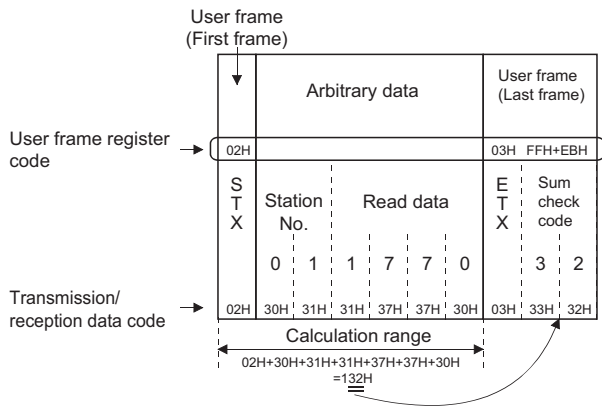 User frame
(First frame)
Arbitrary data
User frame
(Last frame)
User frame register
code
02H
03H FFH+EBH
S
T
X
Station
No.
Read data
E
T
X
Sum
check
code
0 1 1 7 7 0 3 2
Transmission/
reception data code
02H 30H 31H 31H 37H 37H 30H 03H 33H 32H
Calculation range
02H+30H+31H+31H+37H+37H+30H
=132H